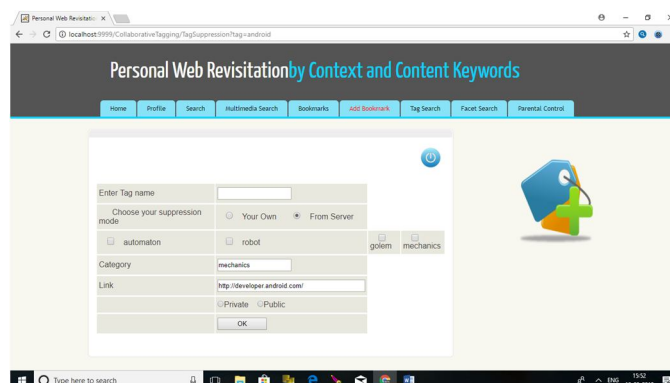 Personal Web Revisitatio
localhost:9999/CollaborativeTagging/TagSuppression?tag=android
Personal Web Revisitationby Context and Content Keywords
Home Profile Search Multimedia Search Bookmarks Add Bookmark Tag Search Facet Search Parental Control
Enter Tag name
Choose your suppression mode Your Own From Server
automaton robot golem mechanics
Category mechanics
Link http://developer.android.com/
Private Public
OK
Type here to search ENG 15:52